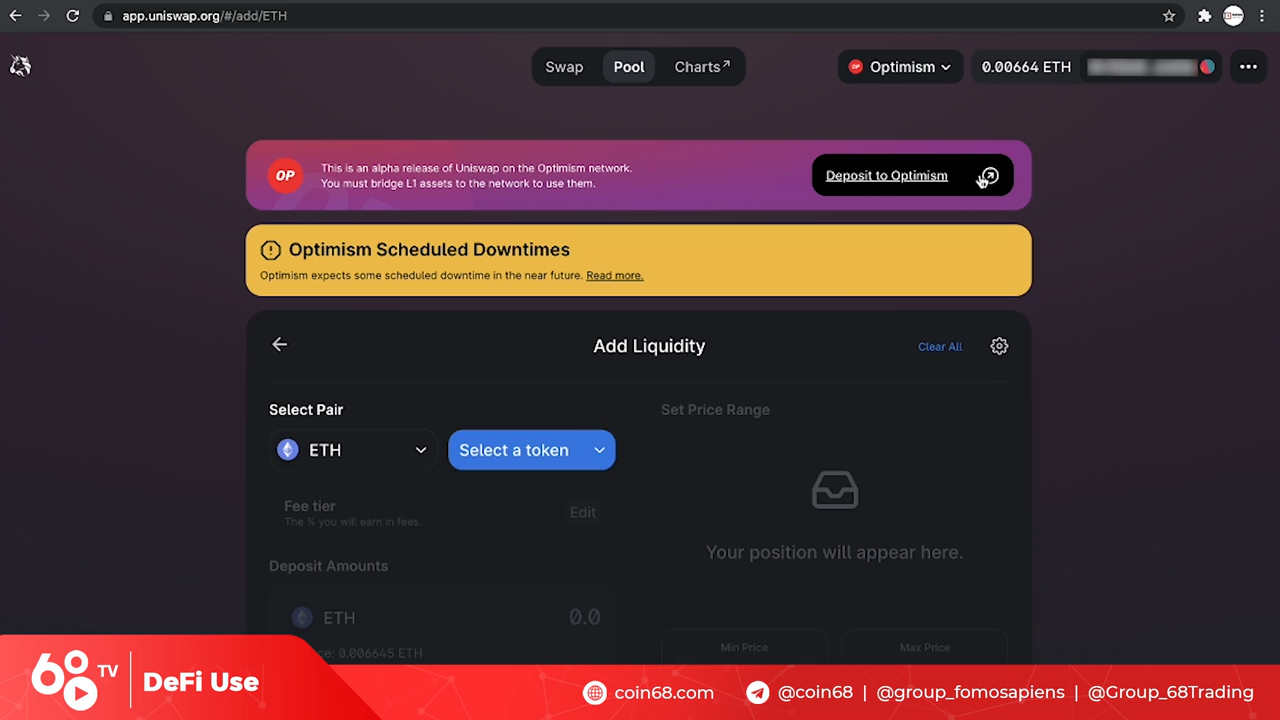 app.uniswap.org/#/add/ETH
Swap
Pool
Charts↗
OP
Optimism
0.00664 ETH
OP
This is an alpha release of Uniswap on the Optimism network.
You must bridge L1 assets to the network to use them.
Deposit to Optimism
Optimism Scheduled Downtimes
Optimism expects some scheduled downtime in the near future. Read more.
Add Liquidity
Clear All
Select Pair
Set Price Range
ETH
Select a token
Fee tier
The % you will earn in fees.
Edit
Your position will appear here.
Deposit Amounts
ETH
0.0
0.006645 ETH
Min Price
Max Price
68 TV
DeFi Use
coin68.com
@coin68 | @group_fomosapiens | @Group_68Trading